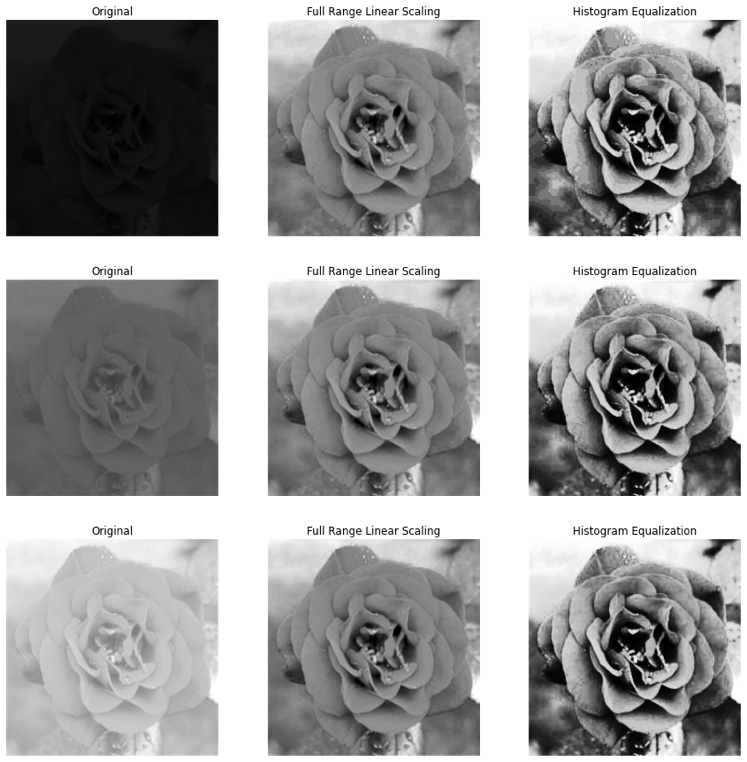 Original
Full Range Linear Scaling
Histogram Equalization
Original
Full Range Linear Scaling
Histogram Equalization
Original
Full Range Linear Scaling
Histogram Equalization